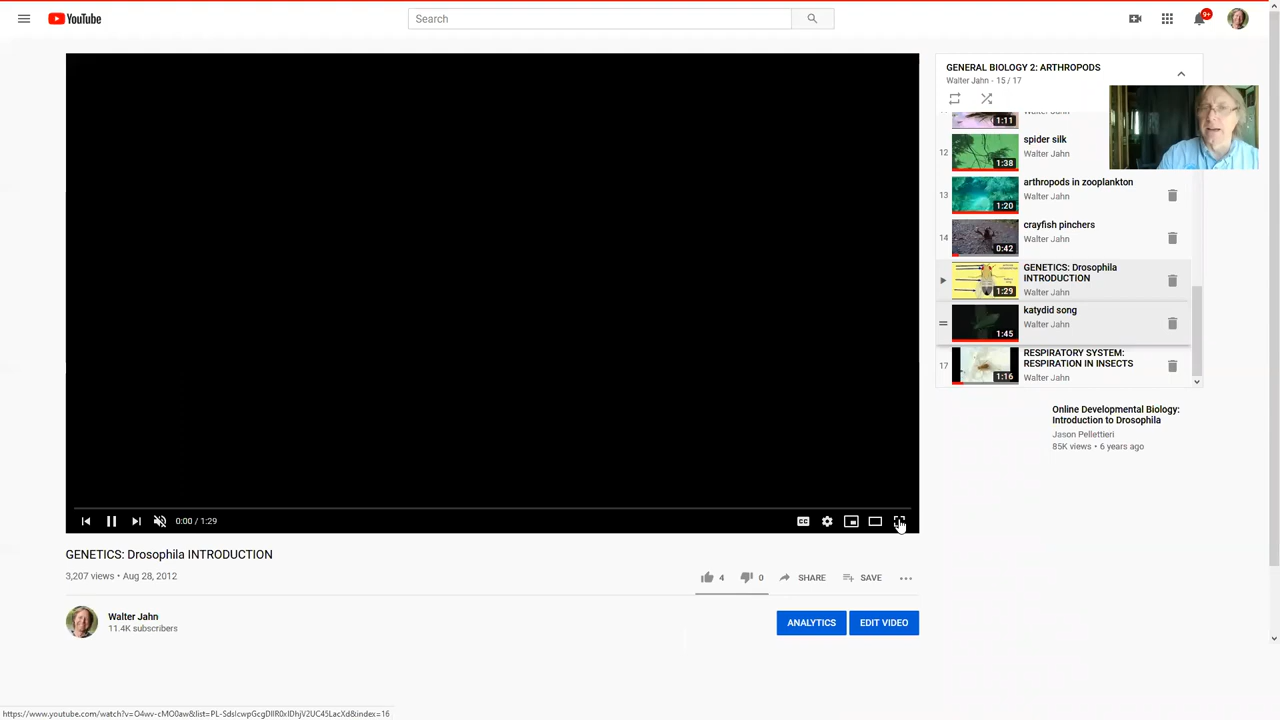 YouTube
Search
9+
GENERAL BIOLOGY 2: ARTHROPODS
Walter Jahn - 15 / 17
1:11
12
1:38
spider silk
Walter Jahn
13
1:20
arthropods in zooplankton
Walter Jahn
14
0:42
crayfish pinchers
Walter Jahn
1:29
GENETICS: Drosophila
INTRODUCTION
Walter Jahn
1:45
katydid song
Walter Jahn
17
1:16
RESPIRATORY SYSTEM:
RESPIRATION IN INSECTS
Walter Jahn
Online Developmental Biology:
Introduction to Drosophila
Jason Pellettieri
85K views • 6 years ago
0:00 / 1:29
CC
GENETICS: Drosophila INTRODUCTION
3,207 views • Aug 28, 2012
4
0
SHARE
SAVE
Walter Jahn
11.4K subscribers
ANALYTICS
EDIT VIDEO